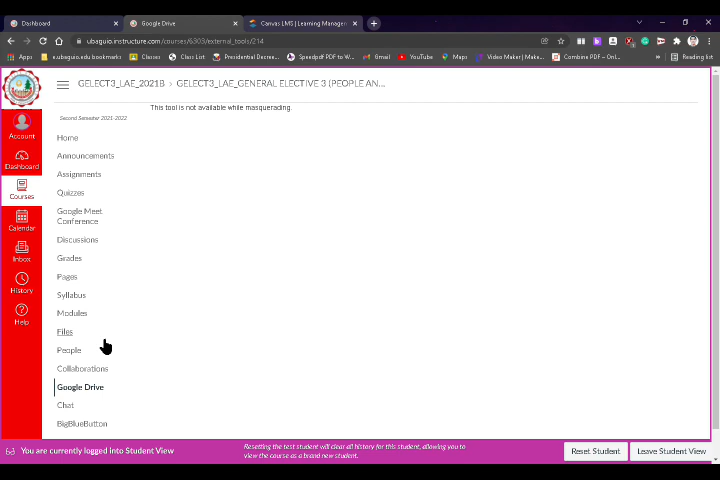 Dashboard
Google Drive
Canvas LMS | Learning Managem
ubaguio.instructure.com/courses/6303/external_tools/214
Apps
e.ubaguio.edu bookmarks
Classes
Class List
Presidential Decree...
Speedpdf PDF to W...
Gmail
YouTube
Maps
Video Maker | Make...
Combine PDF...
Reading list
GELECT3_LAE_2021B
GELECT3_LAE_GENERAL ELECTIVE 3 (PEOPLE AN...
This tool is not available while masquerading.
Second Semester 2021-2022
Account
Dashboard
Courses
Calendar
Inbox
History
Help
Home
Announcements
Assignments
Quizzes
Google Meet
Conference
Discussions
Grades
Pages
Syllabus
Modules
Files
People
Collaborations
Google Drive
Chat
BigBlueButton
You are currently logged into Student View
Resetting the test student will clear all history for this student, allowing you to
view the course as a brand new student.
Reset Student
Leave Student View